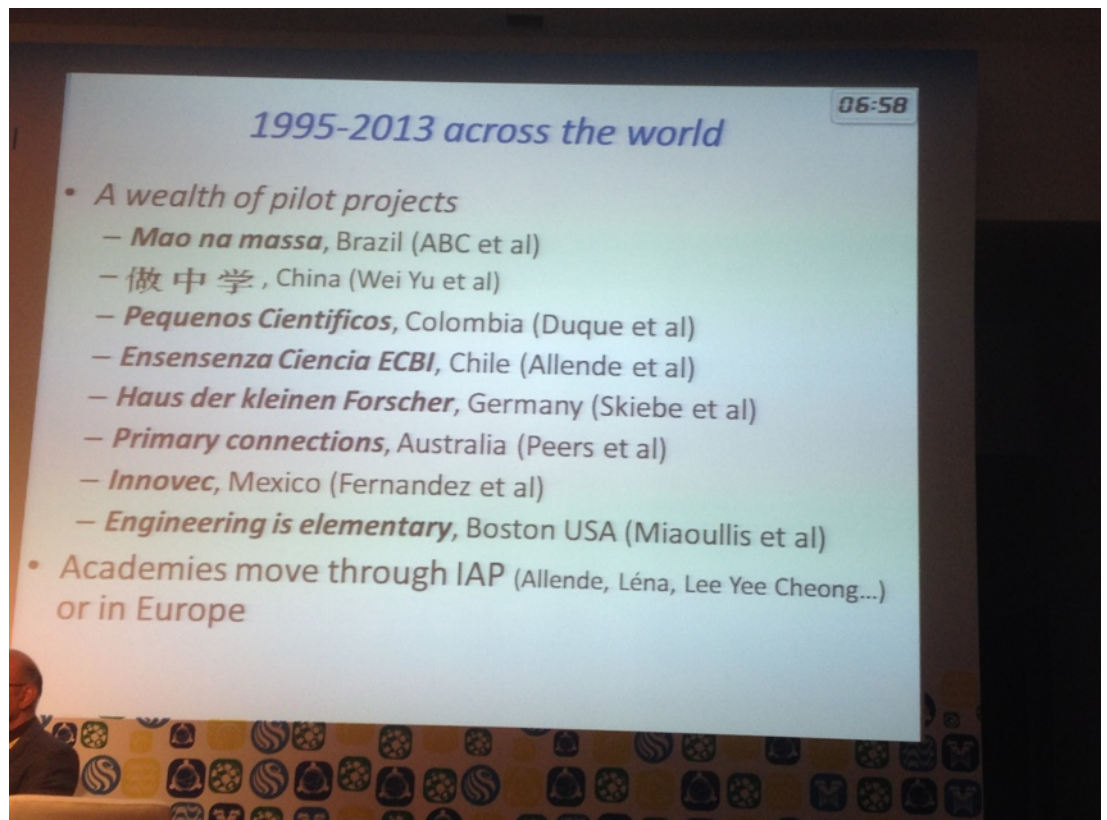 06:58
1995-2013 across the world
• A wealth of pilot projects
– Mao na massa, Brazil (ABC et al)
– 做 中 学 , China (Wei Yu et al)
– Pequenos Cientificos, Colombia (Duque et al)
– Ensensenza Ciencia ECBI, Chile (Allende et al)
– Haus der kleinen Forscher, Germany (Skiebe et al)
– Primary connections, Australia (Peers et al)
– Innovec, Mexico (Fernandez et al)
– Engineering is elementary, Boston USA (Miaoullis et al)
• Academies move through IAP (Allende, Léna, Lee Yee Cheong...)
or in Europe